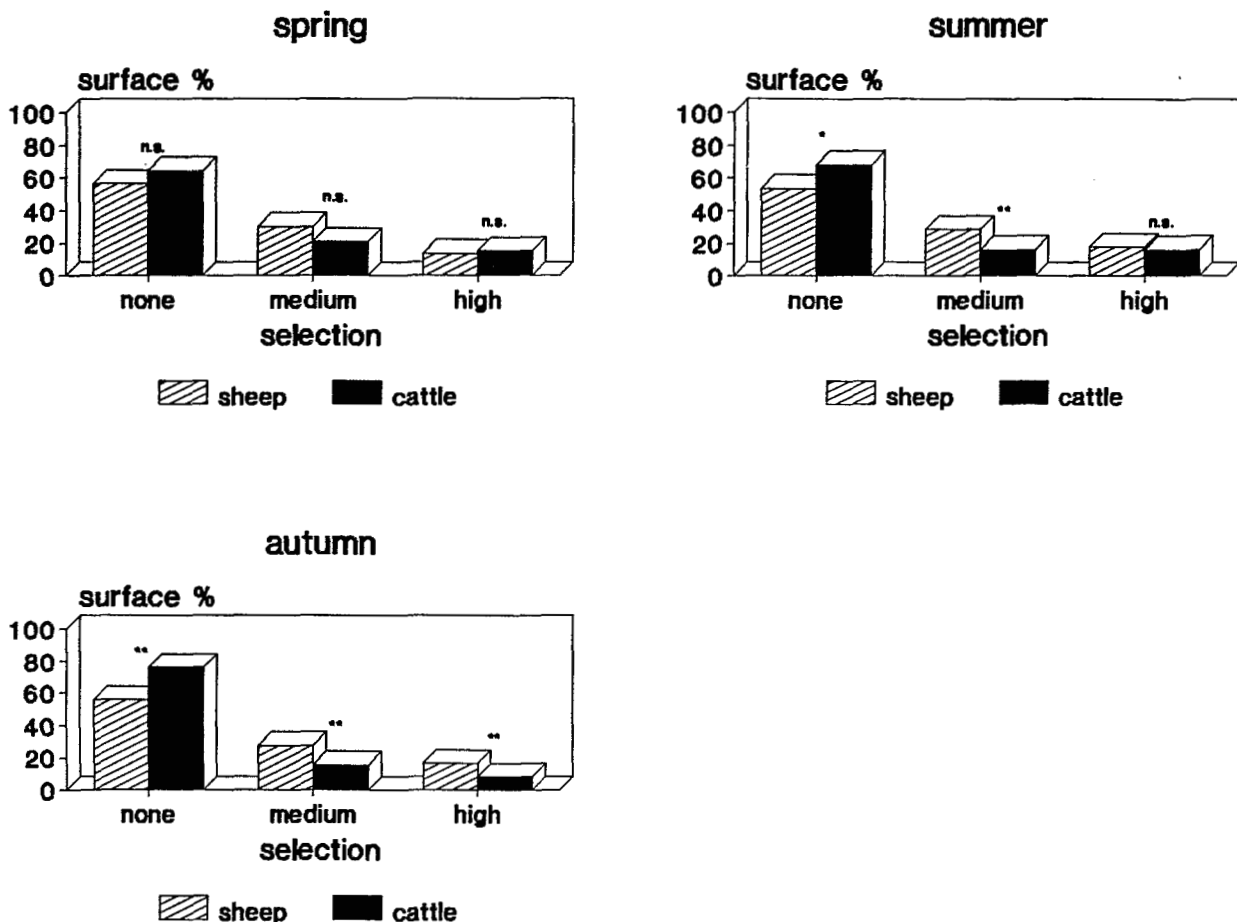 spring
surface %
100
80
60
40
20
0
n.s.
n.s.
n.s.
none medium high
selection
sheep cattle
summer
surface %
100
80
60
40
20
0
*
**
n.s.
none medium high
selection
sheep cattle
autumn
surface %
100
80
60
40
20
0
**
**
**
none medium high
selection
sheep cattle